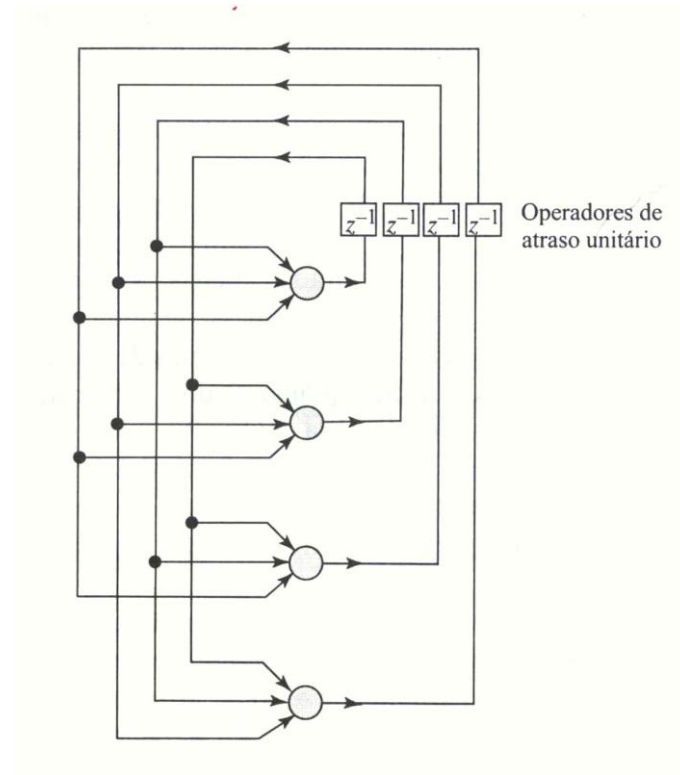 z⁻¹ z⁻¹ z⁻¹ z⁻¹
Operadores de
atraso unitário